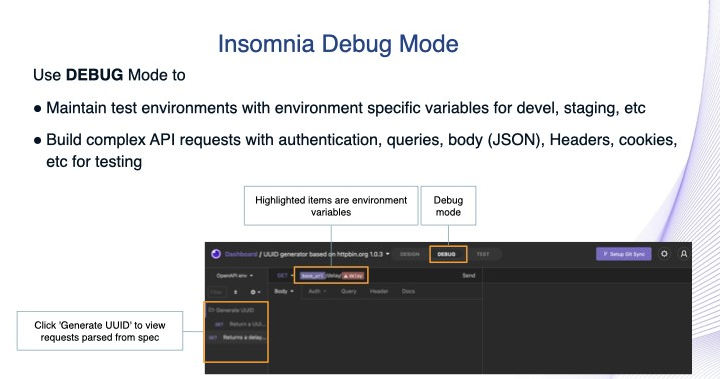 Insomnia Debug Mode
Use DEBUG Mode to
● Maintain test environments with environment specific variables for devel, staging, etc
● Build complex API requests with authentication, queries, body (JSON), Headers, cookies,
etc for testing
Highlighted items are environment
variables
Debug
mode
Dashboard / UUID generator based on httpbin.org 1.0.3
DESIGN
DEBUG
TEST
Setup Git Sync
OpenAPI env
GET
base_url /delay/ delay
Send
Filter
Body
Auth
Query
Header
Docs
Generate UUID
GET Return a UUI...
GET Returns a delay...
Click 'Generate UUID' to view
requests parsed from spec